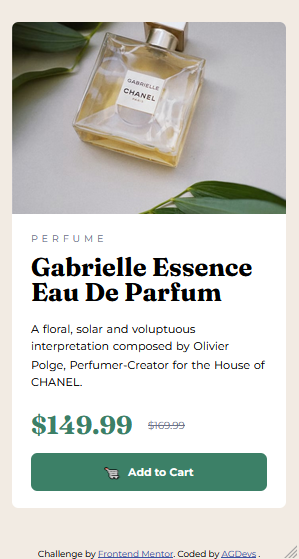 GABRIELLE
CHANEL
PARIS
PERFUME
Gabrielle Essence
Eau De Parfum
A floral, solar and voluptuous
interpretation composed by Olivier
Polge, Perfumer-Creator for the House of
CHANEL.
$149.99 $169.99
Add to Cart
Challenge by Frontend Mentor. Coded by AGDevs .